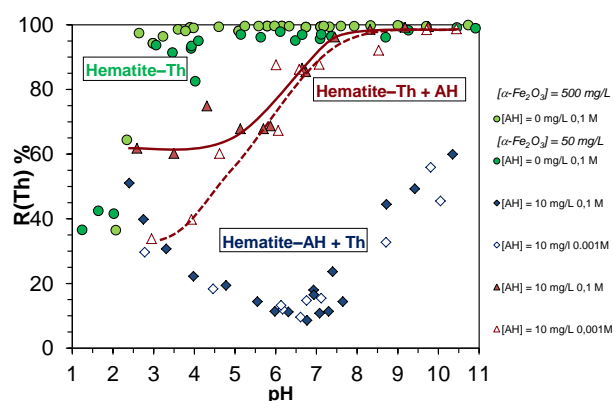 100
80
60
40
20
0
R(Th) %
1 2 3 4 5 6 7 8 9 10 11
pH
Hematite–Th
Hematite–Th + AH
Hematite–AH + Th
[α-Fe2O3] = 500 mg/L
[AH] = 0 mg/L 0,1 M
[α-Fe2O3] = 50 mg/L
[AH] = 0 mg/L 0,1 M
[AH] = 10 mg/L 0,1 M
[AH] = 10 mg/l 0.001M
[AH] = 10 mg/L 0,1 M
[AH] = 10 mg/L 0,001M